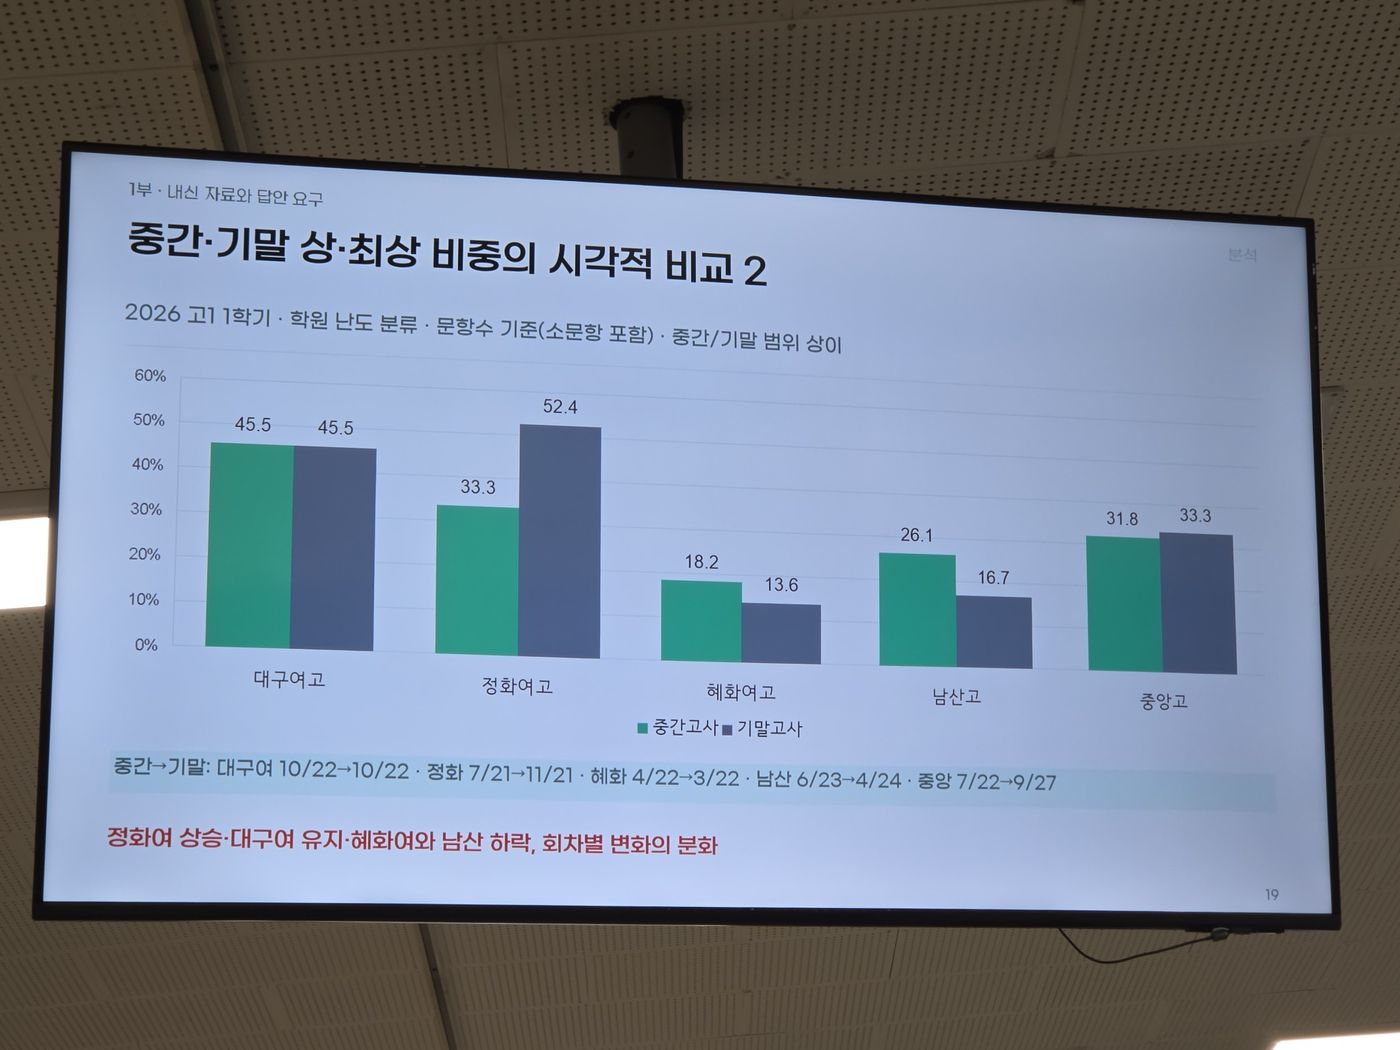 1부 · 내신 자료와 답안 요구
분석
중간·기말 상·최상 비중의 시각적 비교 2
2026 고1 1학기 · 학원 난도 분류 · 문항수 기준(소문항 포함) · 중간/기말 범위 상이
60%
50%
40%
30%
20%
10%
0%
45.5 45.5
33.3 52.4
18.2 13.6
26.1 16.7
31.8 33.3
대구여고 정화여고 혜화여고 남산고 중앙고
중간고사 기말고사
중간→기말: 대구여 10/22→10/22 · 정화 7/21→11/21 · 혜화 4/22→3/22 · 남산 6/23→4/24 · 중앙 7/22→9/27
정화여 상승·대구여 유지·혜화여와 남산 하락, 회차별 변화의 분화
19